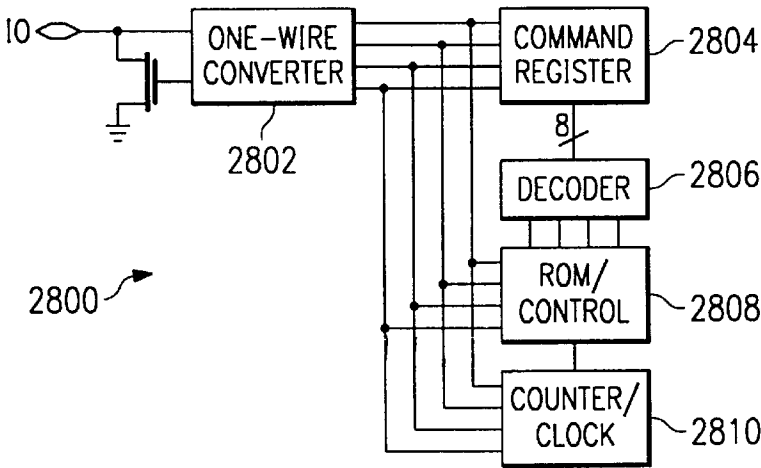 IO
ONE-WIRE
CONVERTER
2802
COMMAND
REGISTER
2804
8
DECODER
2806
ROM/
CONTROL
2808
COUNTER/
CLOCK
2810
2800